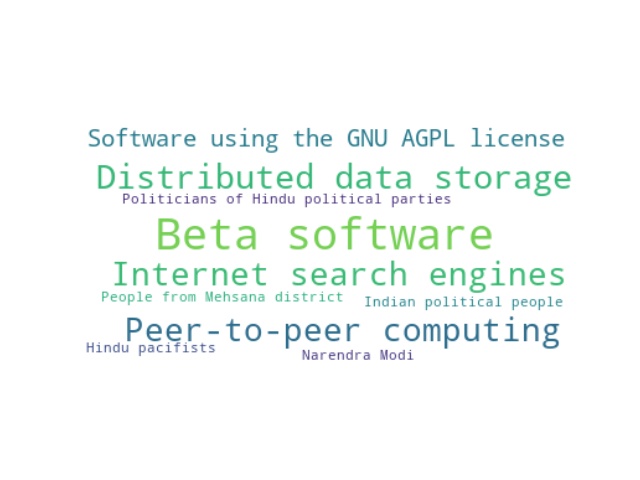 Software using the GNU AGPL license
Distributed data storage
Politicians of Hindu political parties
Beta software
Internet search engines
People from Mehsana district
Indian political people
Peer-to-peer computing
Hindu pacifists
Narendra Modi